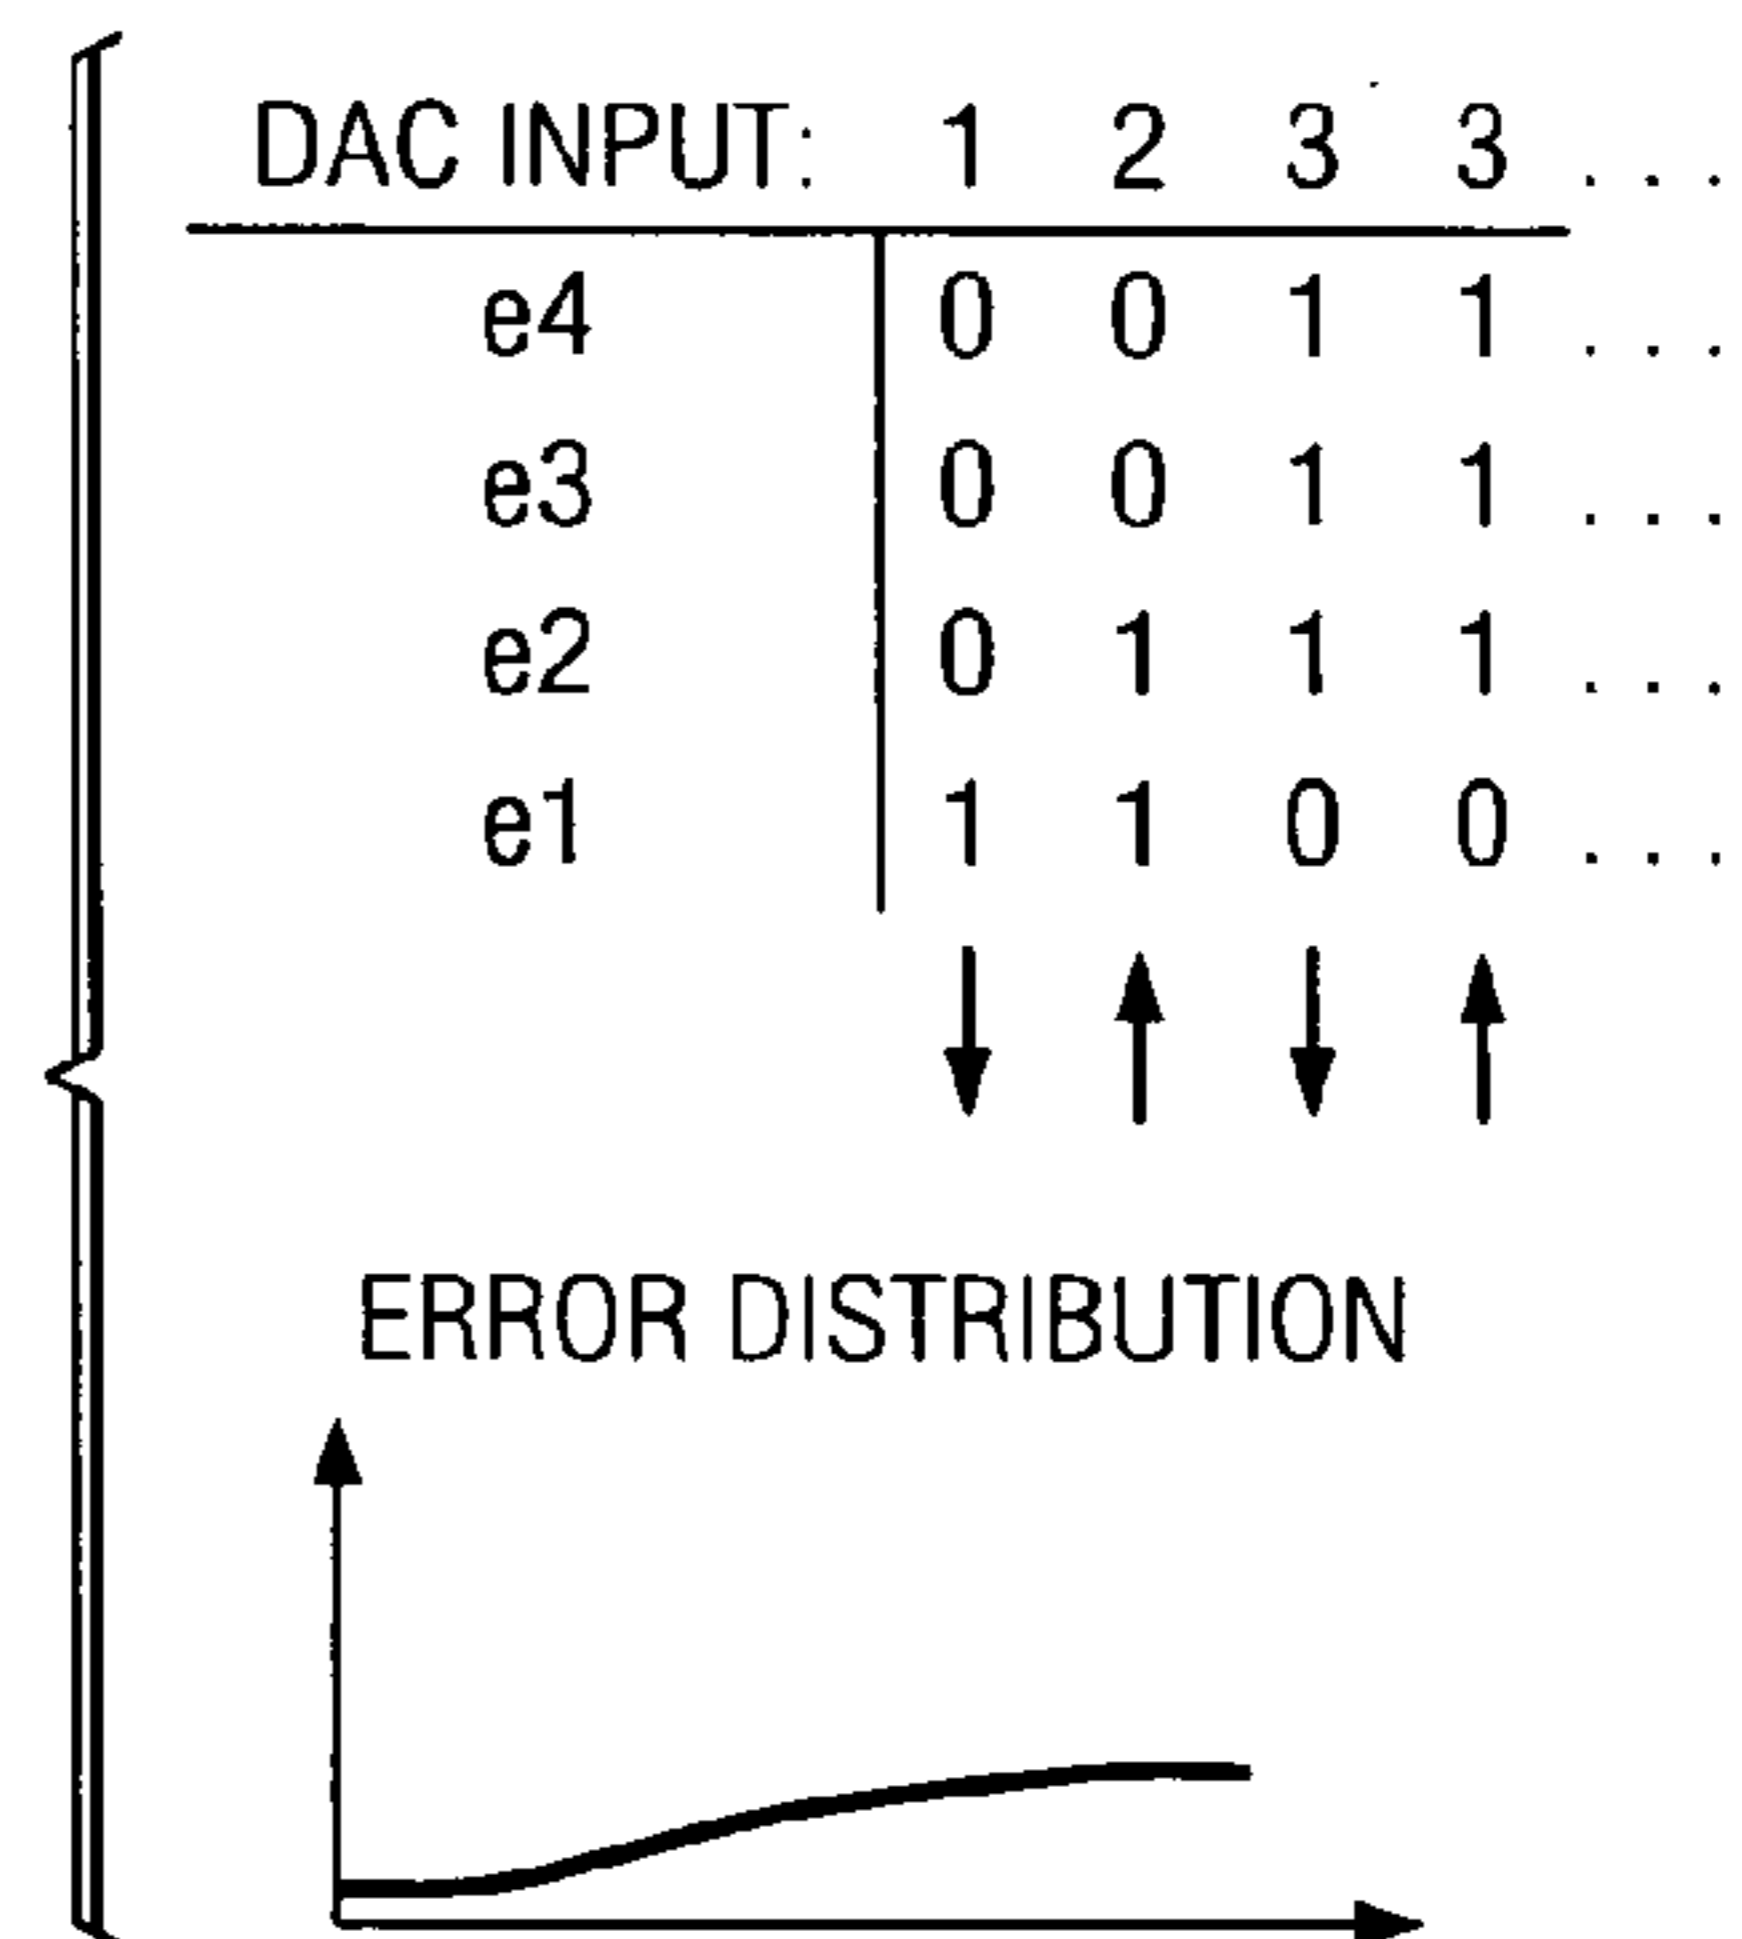 DAC INPUT: 1 2 3 3 . . .
e4 0 0 1 1 . . .
e3 0 0 1 1 . . .
e2 0 1 1 1 . . .
e1 1 1 0 0 . . .
ERROR DISTRIBUTION